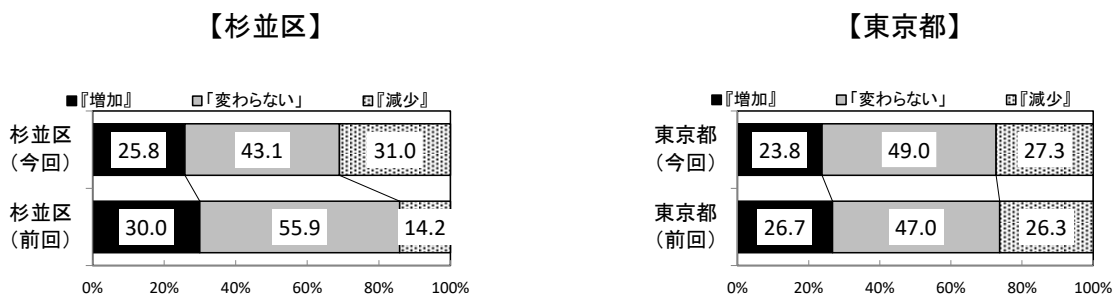 【杉並区】
■『増加』 ■「変わらない」 ■『減少』
杉並区
（今回）
25.8 43.1 31.0
杉並区
（前回）
30.0 55.9 14.2
0% 20% 40% 60% 80% 100%
【東京都】
■『増加』 ■「変わらない」 ■『減少』
東京都
（今回）
23.8 49.0 27.3
東京都
（前回）
26.7 47.0 26.3
0% 20% 40% 60% 80% 100%